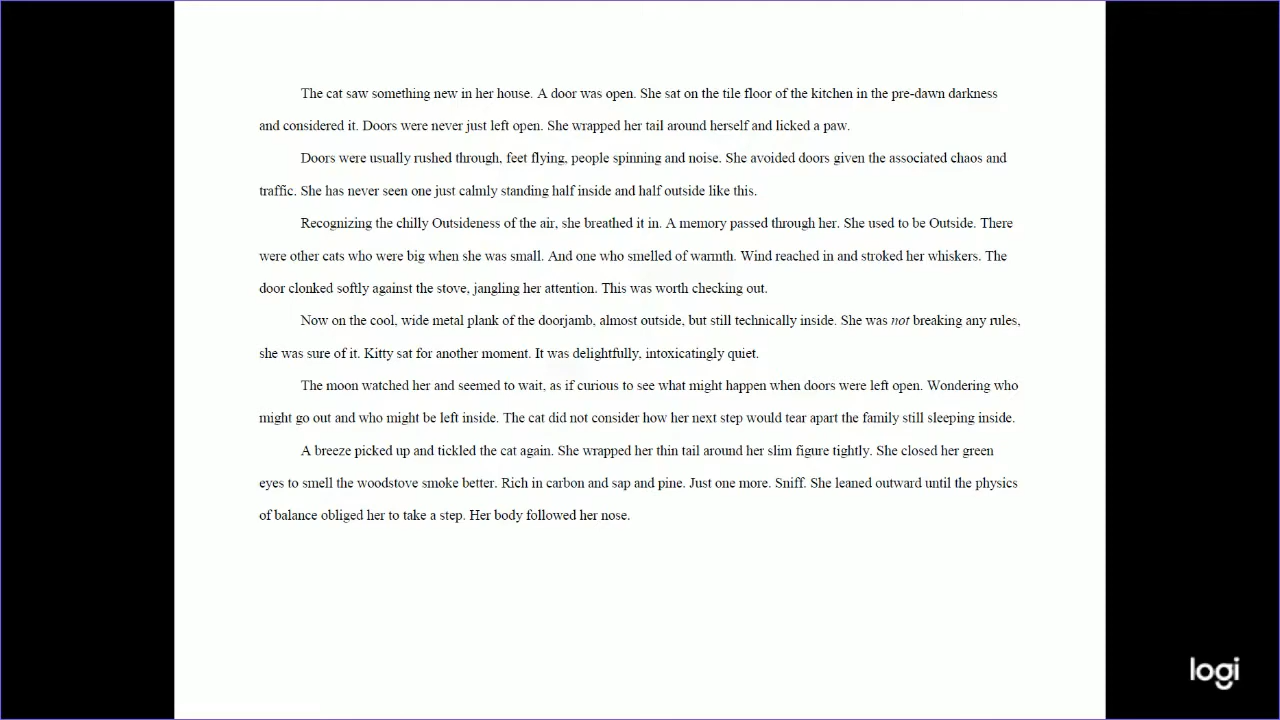 The cat saw something new in her house. A door was open. She sat on the tile floor of the kitchen in the pre-dawn darkness
and considered it. Doors were never just left open. She wrapped her tail around herself and licked a paw.
Doors were usually rushed through, feet flying, people spinning and noise. She avoided doors given the associated chaos and
traffic. She has never seen one just calmly standing half inside and half outside like this.
Recognizing the chilly Outsideness of the air, she breathed it in. A memory passed through her. She used to be Outside. There
were other cats who were big when she was small. And one who smelled of warmth. Wind reached in and stroked her whiskers. The
door clonked softly against the stove, jangling her attention. This was worth checking out.
Now on the cool, wide metal plank of the doorjamb, almost outside, but still technically inside. She was not breaking any rules,
she was sure of it. Kitty sat for another moment. It was delightfully, intoxicatingly quiet.
The moon watched her and seemed to wait, as if curious to see what might happen when doors were left open. Wondering who
might go out and who might be left inside. The cat did not consider how her next step would tear apart the family still sleeping inside.
A breeze picked up and tickled the cat again. She wrapped her thin tail around her slim figure tightly. She closed her green
eyes to smell the woodstove smoke better. Rich in carbon and sap and pine. Just one more. Sniff. She leaned outward until the physics
of balance obliged her to take a step. Her body followed her nose.
logi